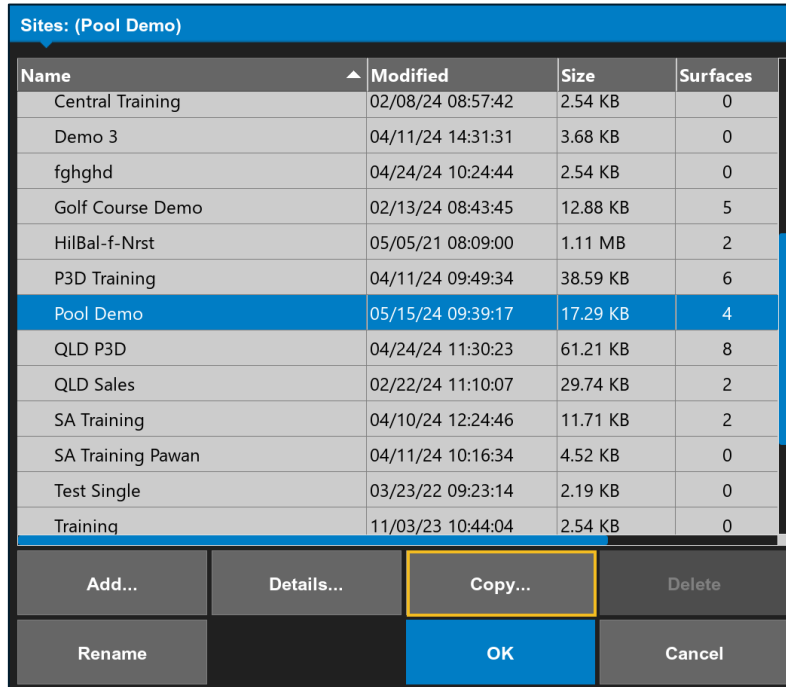 Sites: (Pool Demo)
Name Modified Size Surfaces
Central Training 02/08/24 08:57:42 2.54 KB 0
Demo 3 04/11/24 14:31:31 3.68 KB 0
fghghd 04/24/24 10:24:44 2.54 KB 0
Golf Course Demo 02/13/24 08:43:45 12.88 KB 5
HilBal-f-Nrst 05/05/21 08:09:00 1.11 MB 2
P3D Training 04/11/24 09:49:34 38.59 KB 6
Pool Demo 05/15/24 09:39:17 17.29 KB 4
QLD P3D 04/24/24 11:30:23 61.21 KB 8
QLD Sales 02/22/24 11:10:07 29.74 KB 2
SA Training 04/10/24 12:24:46 11.71 KB 2
SA Training Pawan 04/11/24 10:16:34 4.52 KB 0
Test Single 03/23/22 09:23:14 2.19 KB 0
Training 11/03/23 10:44:04 2.54 KB 0
Add... Details... Copy... Delete
Rename OK Cancel